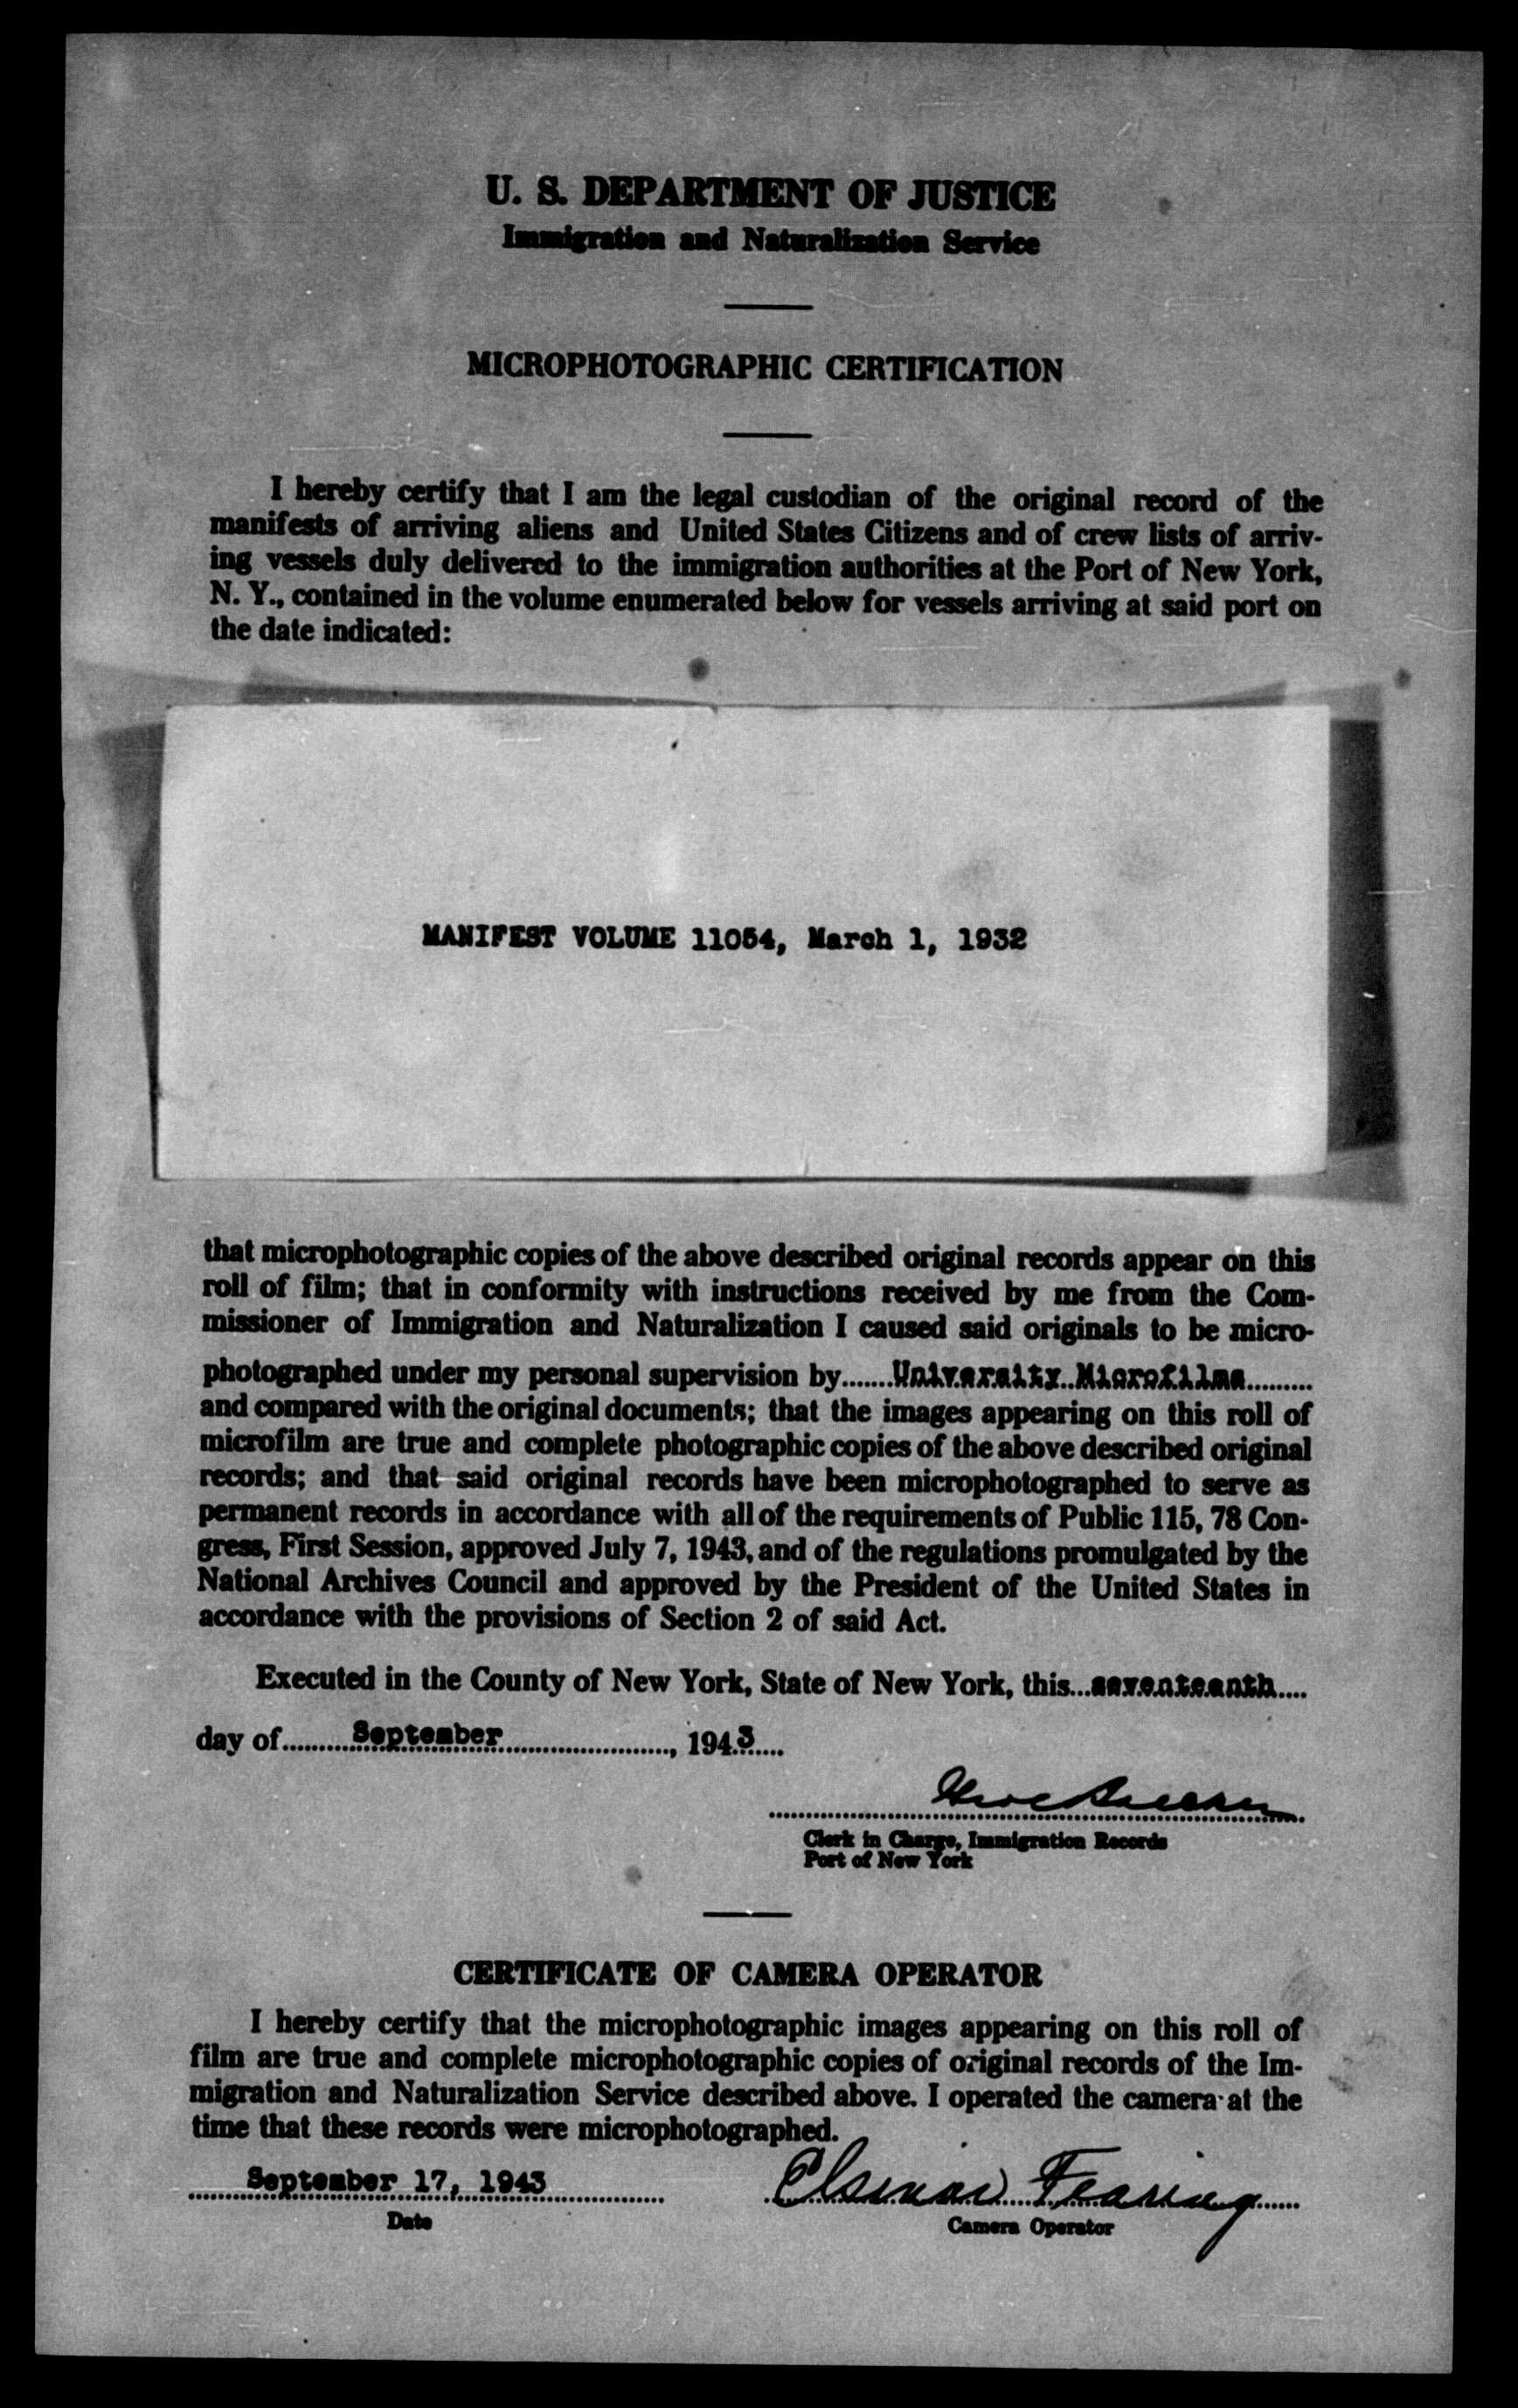 U. S. DEPARTMENT OF JUSTICE
Immigration and Naturalization Service
MICROPHOTOGRAPHIC CERTIFICATION
I hereby certify that I am the legal custodian of the original record of the
manifests of arriving aliens and United States Citizens and of crew lists of arriv-
ing vessels duly delivered to the immigration authorities at the Port of New York,
N. Y., contained in the volume enumerated below for vessels arriving at said port on
the date indicated:
MANIFEST VOLUME 11054, March 1, 1932
that microphotographic copies of the above described original records appear on this
roll of film; that in conformity with instructions received by me from the Com-
missioner of Immigration and Naturalization I caused said originals to be micro-
photographed under my personal supervision by.......University Microfilms.........
and compared with the original documents; that the images appearing on this roll of
microfilm are true and complete photographic copies of the above described original
records; and that said original records have been microphotographed to serve as
permanent records in accordance with all of the requirements of Public 115, 78 Con-
gress, First Session, approved July 7, 1943, and of the regulations promulgated by the
National Archives Council and approved by the President of the United States in
accordance with the provisions of Section 2 of said Act.
Executed in the County of New York, State of New York, this...seventeenth....
day of..........September........................, 1943.....
Clerk in Charge, Immigration Records
Port of New York
CERTIFICATE OF CAMERA OPERATOR
I hereby certify that the microphotographic images appearing on this roll of
film are true and complete microphotographic copies of original records of the Im-
migration and Naturalization Service described above. I operated the camera at the
time that these records were microphotographed.
September 17, 1943
Fearing
Date
Camera Operator